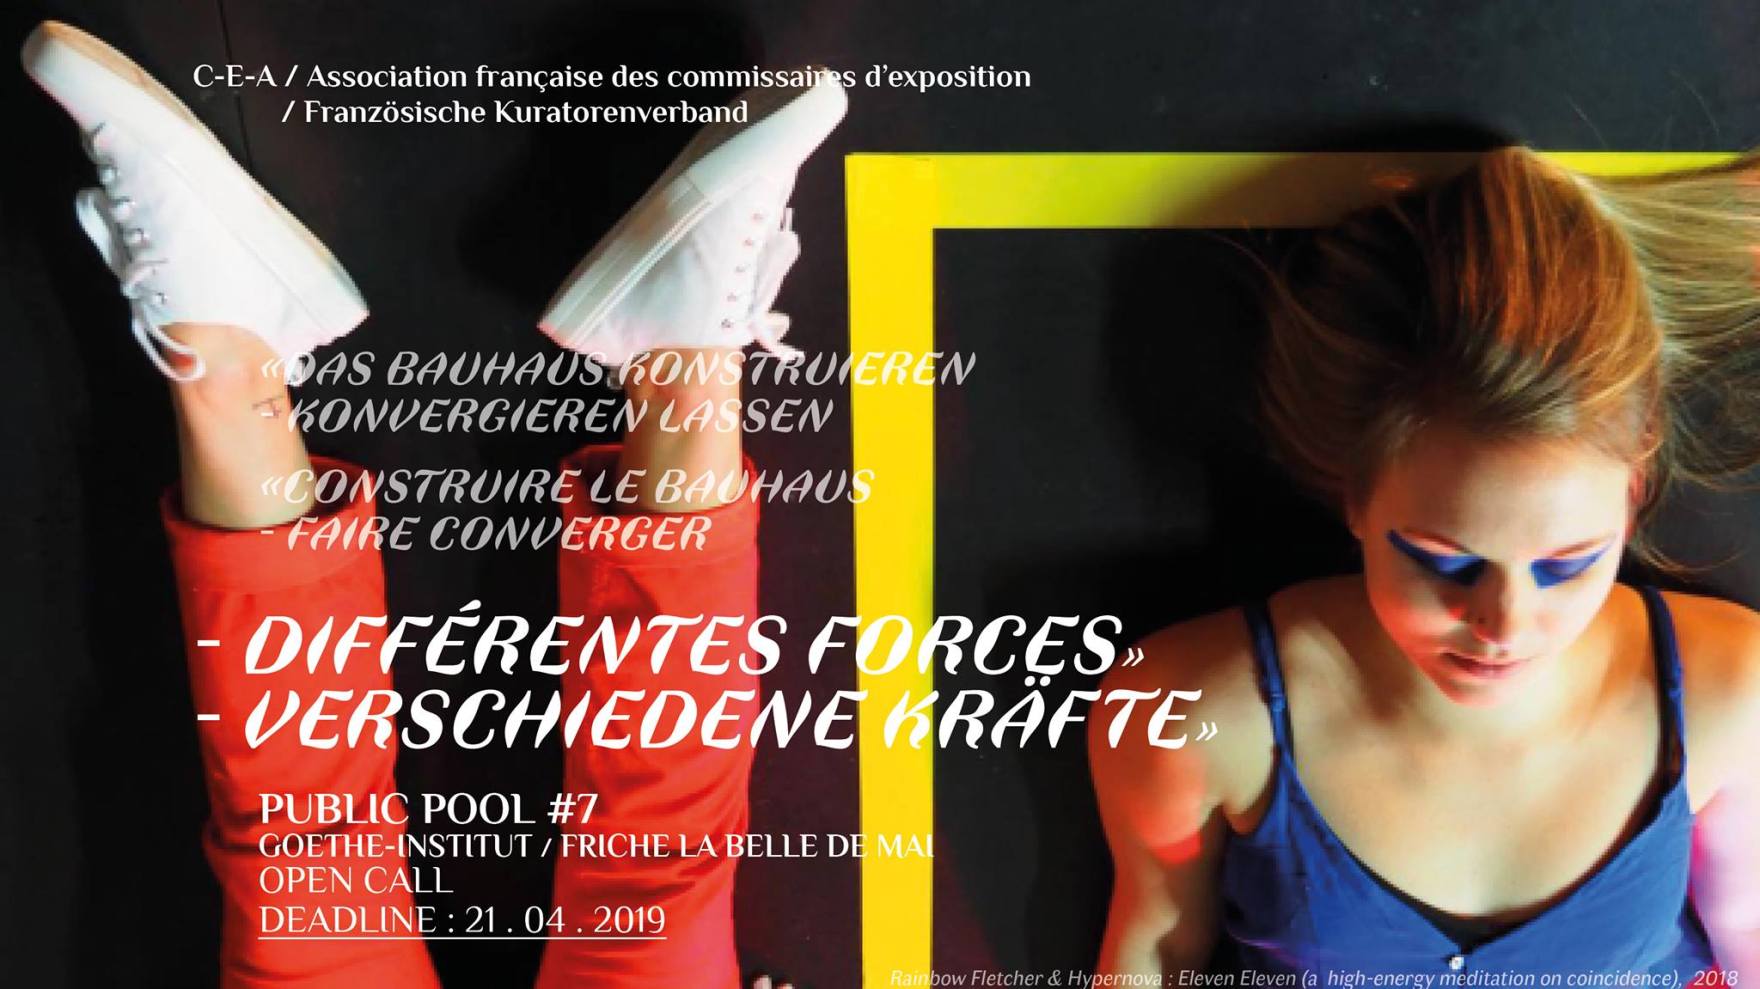 C-E-A / Association française des commissaires d’exposition
/ Französische Kuratorenverband
«DAS BAUHAUS KONSTRUIEREN
- KONVERGIEREN LASSEN
«CONSTRUIRE LE BAUHAUS
- FAIRE CONVERGER
- DIFFÉRENTES FORCES»
- VERSCHIEDENE KRÄFTE»
PUBLIC POOL #7
GOETHE-INSTITUT / FRICHE LA BELLE DE MAI
OPEN CALL
DEADLINE : 21 . 04 . 2019
Rainbow Fletcher & Hypernova : Eleven Eleven (a high-energy meditation on coincidence), 2018